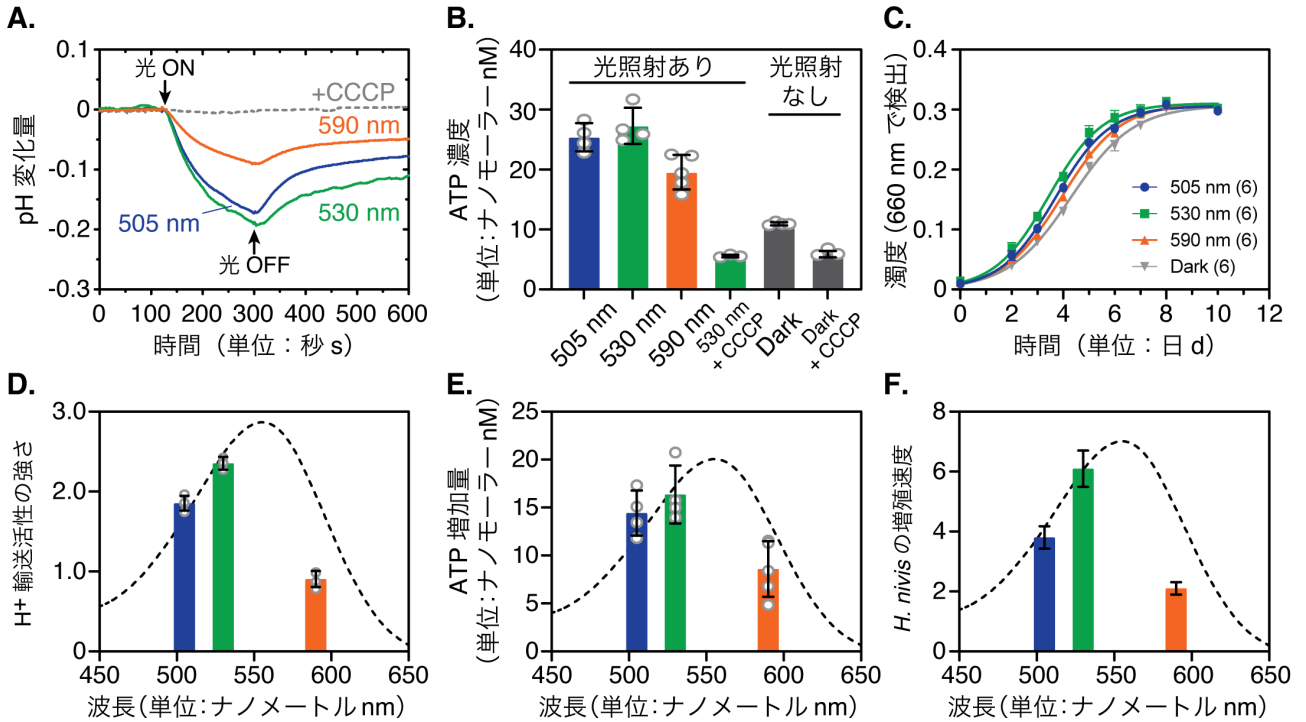 A.
0.1
0
-0.1
-0.2
-0.3
0 100 200 300 400 500 600
pH 変化量
時間（単位：秒 s）
光 ON
+CCCP
590 nm
505 nm
530 nm
光 OFF
B.
40
30
20
10
0
ATP 濃度
（単位：ナノモーラー nM）
光照射あり
光照射
なし
505 nm
530 nm
590 nm
530 nm
+ CCCP
Dark
Dark
+ CCCP
C.
0.4
0.3
0.2
0.1
0
0 2 4 6 8 10 12
濁度（660 nm で検出）
時間（単位：日 d）
505 nm (6)
530 nm (6)
590 nm (6)
Dark (6)
D.
3.0
2.0
1.0
0
450 500 550 600 650
H+ 輸送活性の強さ
波長（単位：ナノメートル nm）
E.
25
20
15
10
5
0
450 500 550 600 650
ATP 増加量
（単位：ナノモーラー nM）
波長（単位：ナノメートル nm）
F.
8
6
4
2
0
450 500 550 600 650
H. nivis の増殖速度
波長（単位：ナノメートル nm）